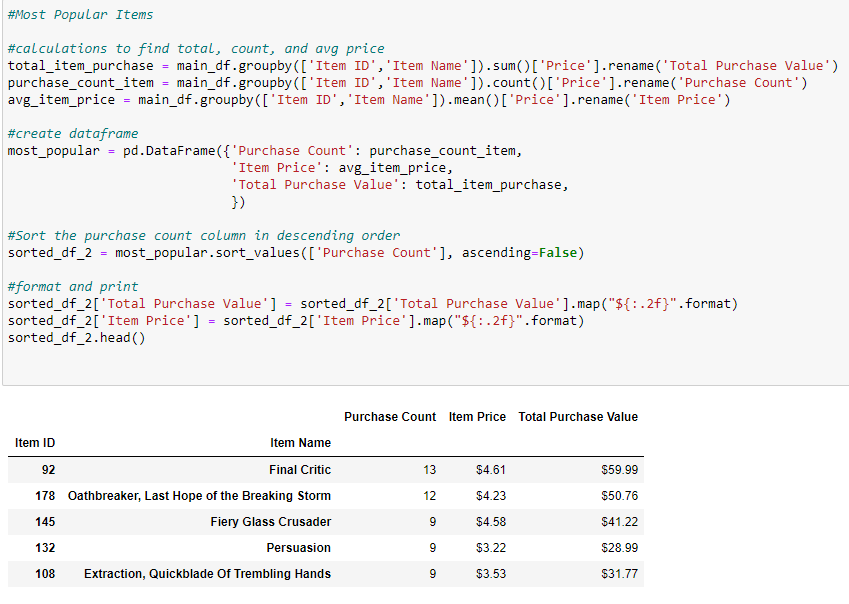 #Most Popular Items
#calculations to find total, count, and avg price
total_item_purchase = main_df.groupby(['Item ID','Item Name']).sum()['Price'].rename('Total Purchase Value')
purchase_count_item = main_df.groupby(['Item ID','Item Name']).count()['Price'].rename('Purchase Count')
avg_item_price = main_df.groupby(['Item ID','Item Name']).mean()['Price'].rename('Item Price')
#create dataframe
most_popular = pd.DataFrame({'Purchase Count': purchase_count_item,
'Item Price': avg_item_price,
'Total Purchase Value': total_item_purchase,
})
#Sort the purchase count column in descending order
sorted_df_2 = most_popular.sort_values(['Purchase Count'], ascending=False)
#format and print
sorted_df_2['Total Purchase Value'] = sorted_df_2['Total Purchase Value'].map("${:.2f}".format)
sorted_df_2['Item Price'] = sorted_df_2['Item Price'].map("${:.2f}".format)
sorted_df_2.head()
Purchase Count Item Price Total Purchase Value
Item ID Item Name
92 Final Critic 13 $4.61 $59.99
178 Oathbreaker, Last Hope of the Breaking Storm 12 $4.23 $50.76
145 Fiery Glass Crusader 9 $4.58 $41.22
132 Persuasion 9 $3.22 $28.99
108 Extraction, Quickblade Of Trembling Hands 9 $3.53 $31.77